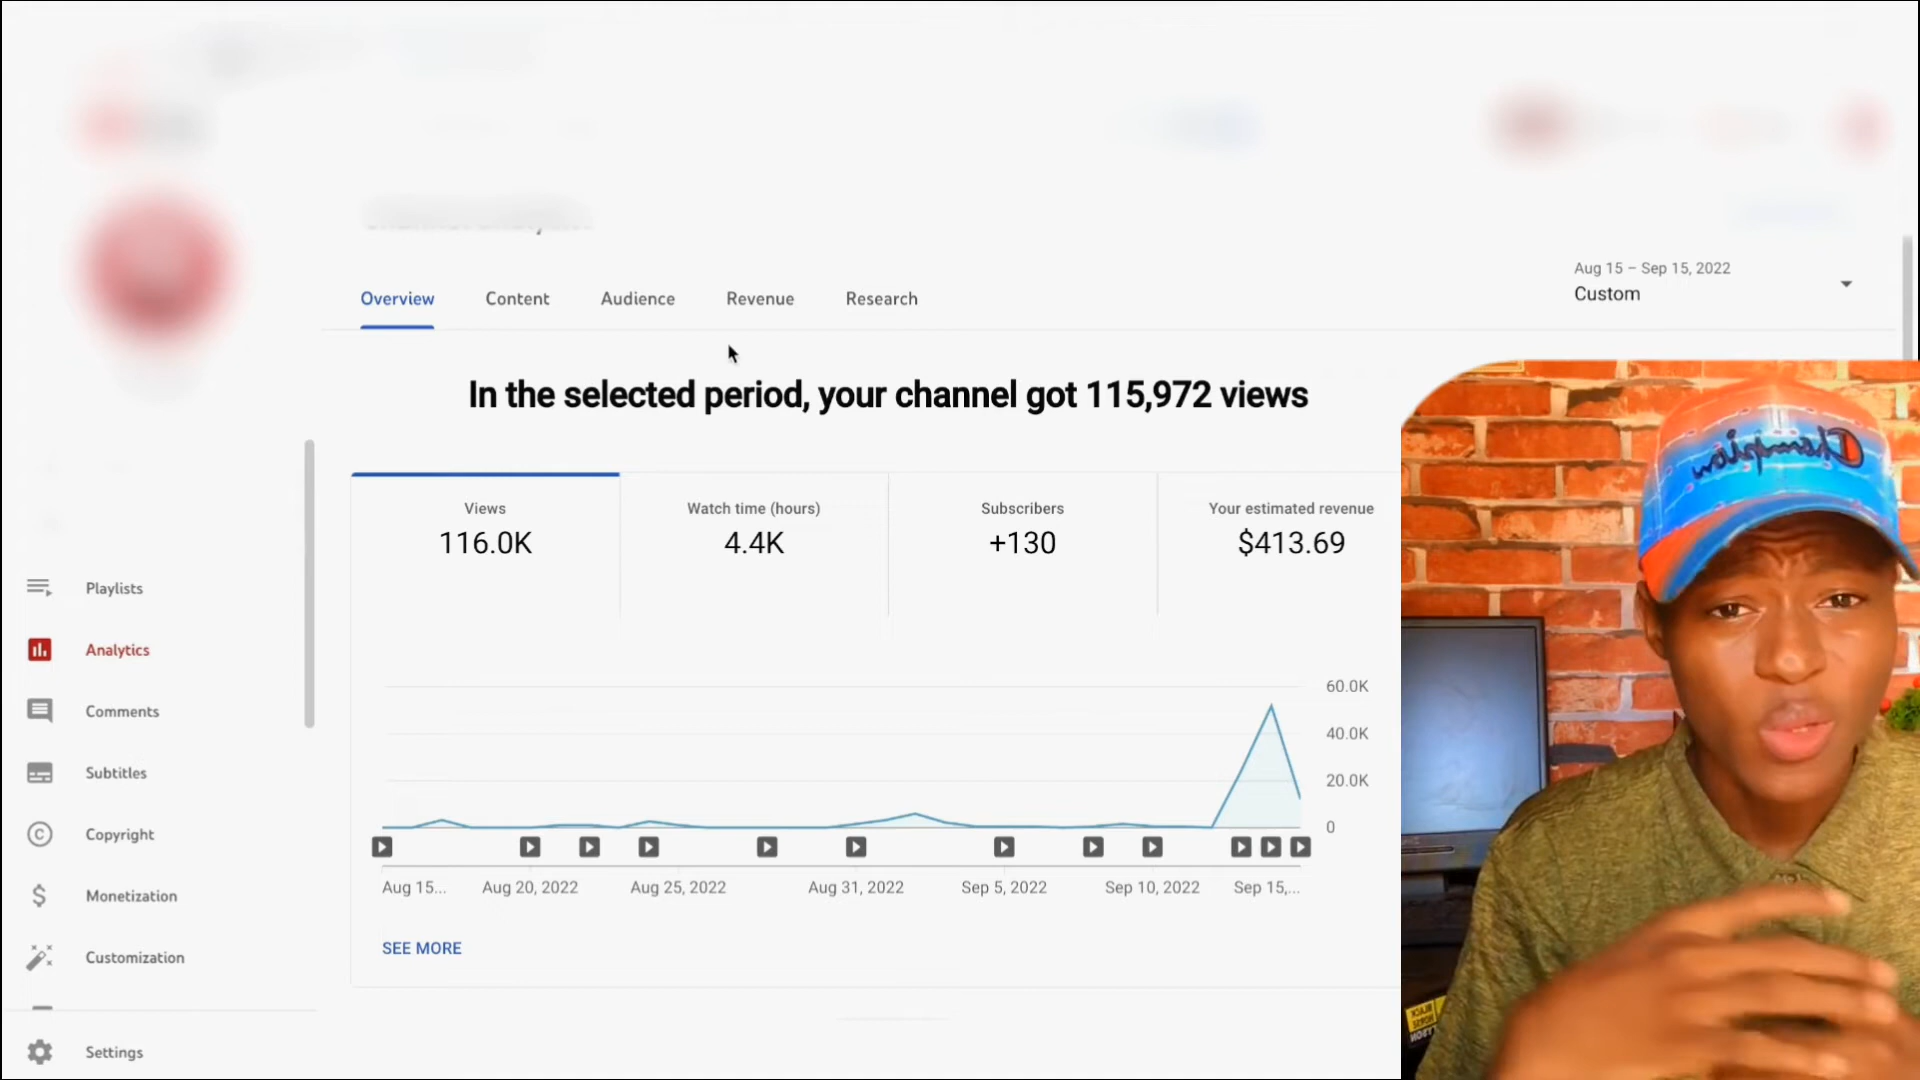 Overview Content Audience Revenue Research
Aug 15 – Sep 15, 2022
Custom
In the selected period, your channel got 115,972 views
Views
116.0K
Watch time (hours)
4.4K
Subscribers
+130
Your estimated revenue
$413.69
60.0K
40.0K
20.0K
0
Aug 15... Aug 20, 2022 Aug 25, 2022 Aug 31, 2022 Sep 5, 2022 Sep 10, 2022 Sep 15,...
SEE MORE
Playlists
Analytics
Comments
Subtitles
Copyright
Monetization
Customization
Settings
Champion